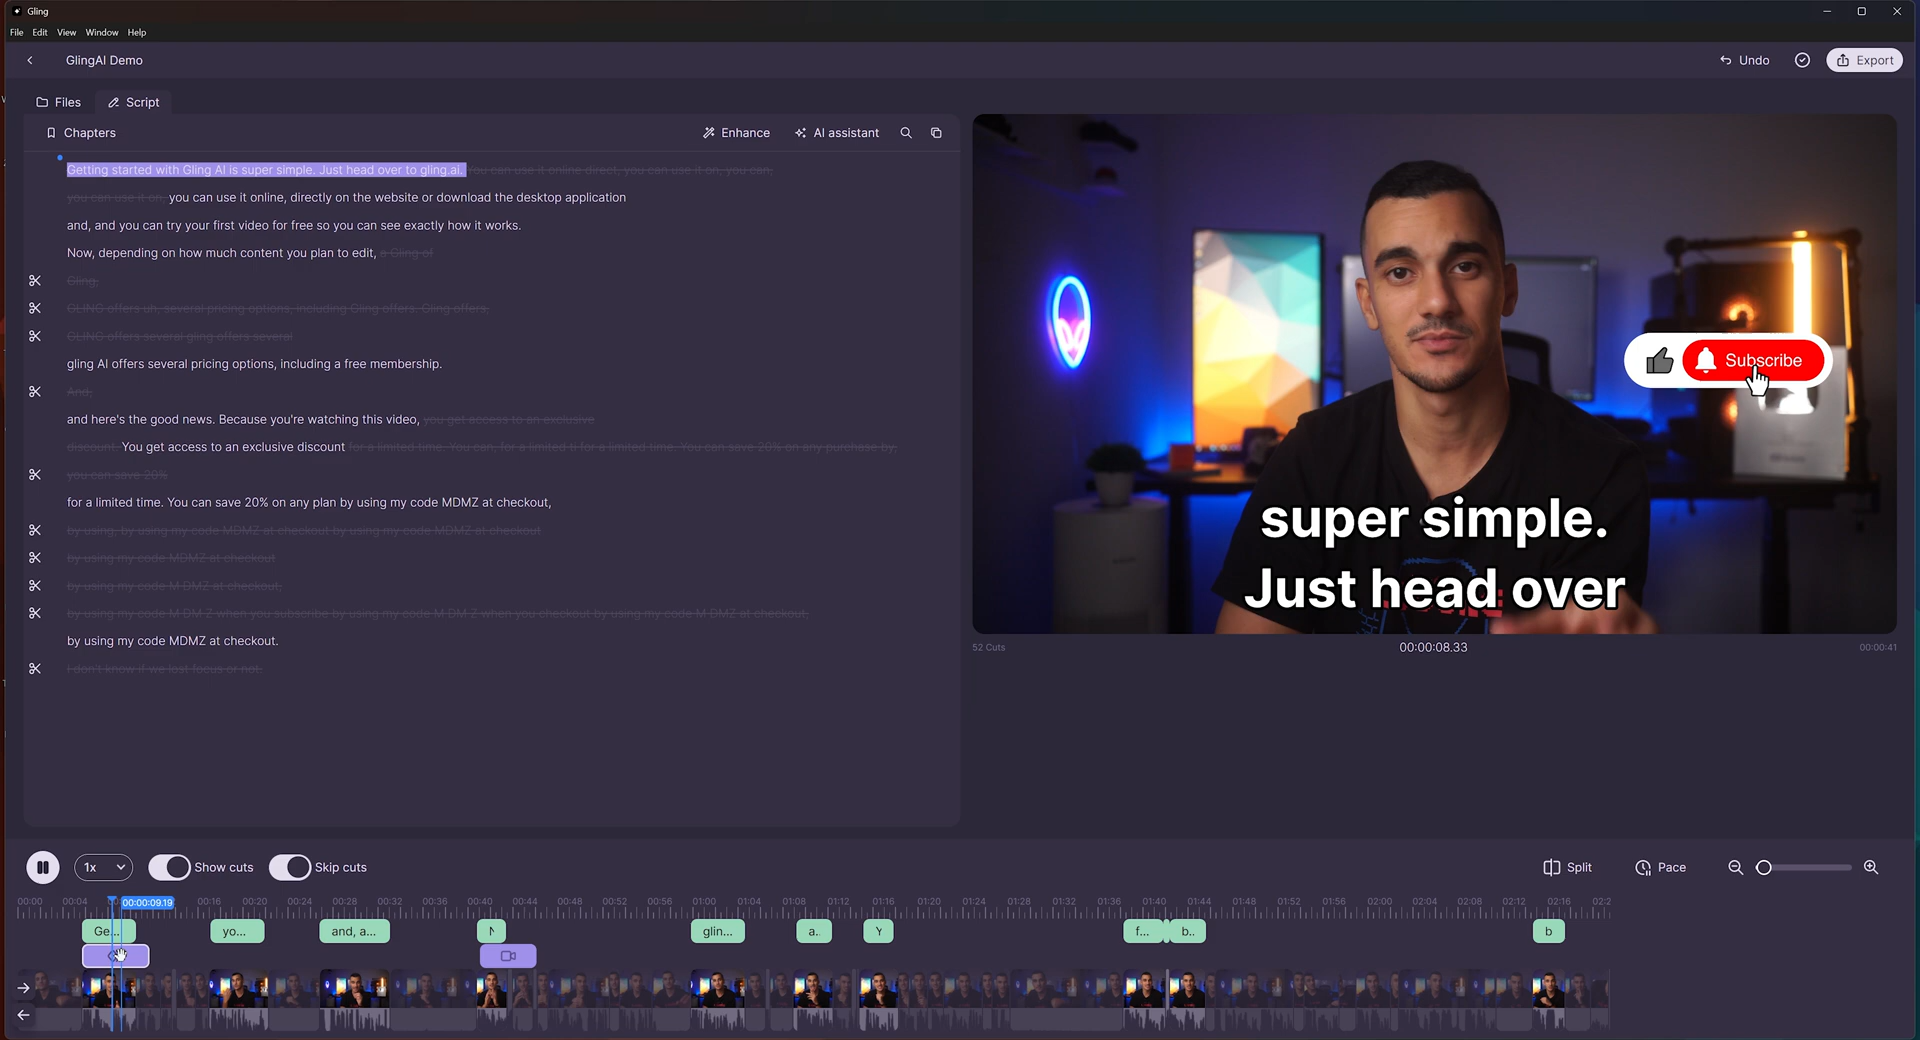 Gling
File Edit View Window Help
GlingAI Demo
Undo
Export
Files
Script
Chapters
Enhance
AI assistant
Getting started with Gling AI is super simple. Just head over to gling.ai. You can use it online direct, you can use it on, you can,
you can use it on, you can use it online, directly on the website or download the desktop application
and, and you can try your first video for free so you can see exactly how it works.
Now, depending on how much content you plan to edit, a Gling of
Gling,
GLING offers uh, several pricing options, including Gling offers. Gling offers,
GLING offers several gling offers several
gling AI offers several pricing options, including a free membership.
And,
and here's the good news. Because you're watching this video, you get access to an exclusive
discount. You get access to an exclusive discount for a limited time. You can, for a limited ti for a limited time. You can save 20% on any purchase by,
you can save 20%
for a limited time. You can save 20% on any plan by using my code MDMZ at checkout,
by using, by using my code MDMZ at checkout by using my code MDMZ at checkout
by using my code MDMZ at checkout
by using my code M DMZ at checkout,
by using my code M DM Z when you subscribe by using my code M DM Z when you checkout by using my code M DMZ at checkout,
by using my code MDMZ at checkout.
I don't know if we lost focus or not.
Subscribe
super simple.
Just head over
52 Cuts
00:00:08.33
00:00:41
1x
Show cuts
Skip cuts
Split
Pace
00:00 00:04 00:00:09.19 00:16 00:20 00:24 00:28 00:32 00:36 00:40 00:44 00:48 00:52 00:56 01:00 01:04 01:08 01:12 01:16 01:20 01:24 01:28 01:32 01:36 01:40 01:44 01:48 01:52 01:56 02:00 02:04 02:08 02:12 02:16 02:2
Ge... yo... and, a... N glin... a.. Y f... b.. b